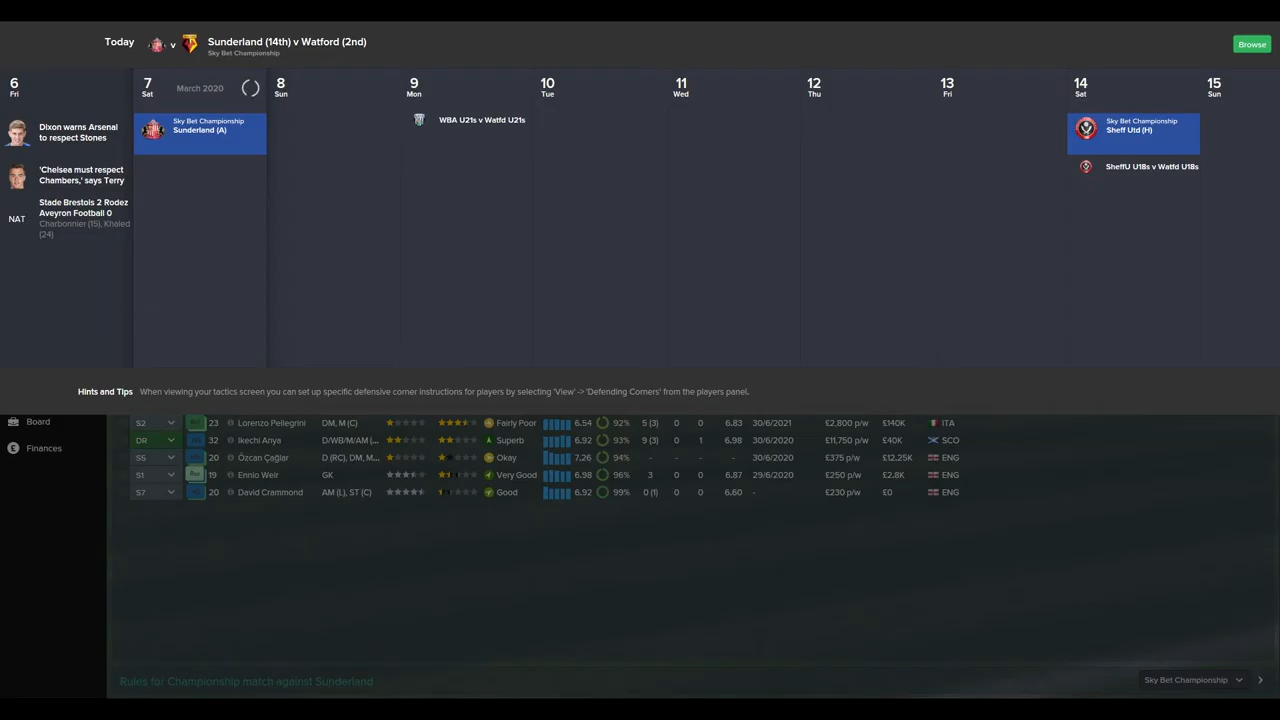 Today
v
Sunderland (14th) v Watford (2nd)
Sky Bet Championship
Browse
6
Fri
7
Sat
March 2020
8
Sun
9
Mon
10
Tue
11
Wed
12
Thu
13
Fri
14
Sat
15
Sun
Dixon warns Arsenal
to respect Stones
'Chelsea must respect
Chambers,' says Terry
NAT
Stade Brestois 2 Rodez
Aveyron Football 0
Charbonnier (15), Khaled
(24)
Sky Bet Championship
Sunderland (A)
WBA U21s v Watfd U21s
Sky Bet Championship
Sheff Utd (H)
SheffU U18s v Watfd U18s
Hints and Tips When viewing your tactics screen you can set up specific defensive corner instructions for players by selecting 'View' -> 'Defending Corners' from the players panel.
Board
Finances
S2 23 Lorenzo Pellegrini DM, M (C) Fairly Poor 6.54 92% 5 (3) 0 0 6.83 30/6/2021 £2,800 p/w £140K ITA
DR 32 Ikechi Anya D/WB/M/AM (... Superb 6.92 93% 9 (3) 0 1 6.98 30/6/2020 £11,750 p/w £40K SCO
S5 20 Özcan Çağlar D (RC), DM, M... Okay 7.26 94% - - - - 30/6/2020 £375 p/w £12.25K ENG
S1 19 Ennio Weir GK Very Good 6.98 96% 3 0 0 6.87 29/6/2020 £250 p/w £2.8K ENG
S7 20 David Crammond AM (L), ST (C) Good 6.92 99% 0 (1) 0 0 6.60 - £230 p/w £0 ENG
Rules for Championship match against Sunderland
Sky Bet Championship